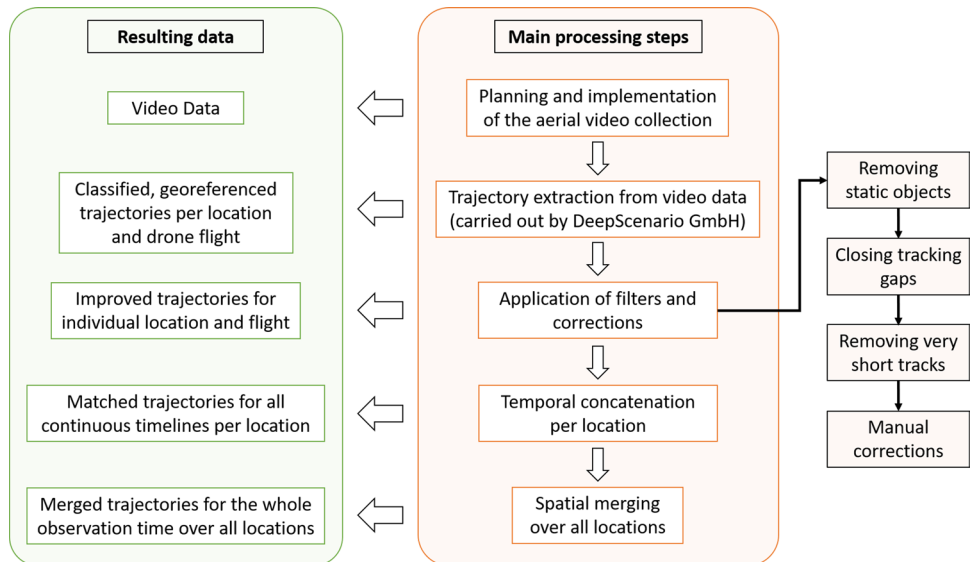 Resulting data
Video Data
Classified, georeferenced
trajectories per location
and drone flight
Improved trajectories for
individual location and flight
Matched trajectories for all
continuous timelines per location
Merged trajectories for the whole
observation time over all locations
Main processing steps
Planning and implementation
of the aerial video collection
Trajectory extraction from video data
(carried out by DeepScenario GmbH)
Application of filters and
corrections
Temporal concatenation
per location
Spatial merging
over all locations
Removing
static objects
Closing tracking
gaps
Removing very
short tracks
Manual
corrections